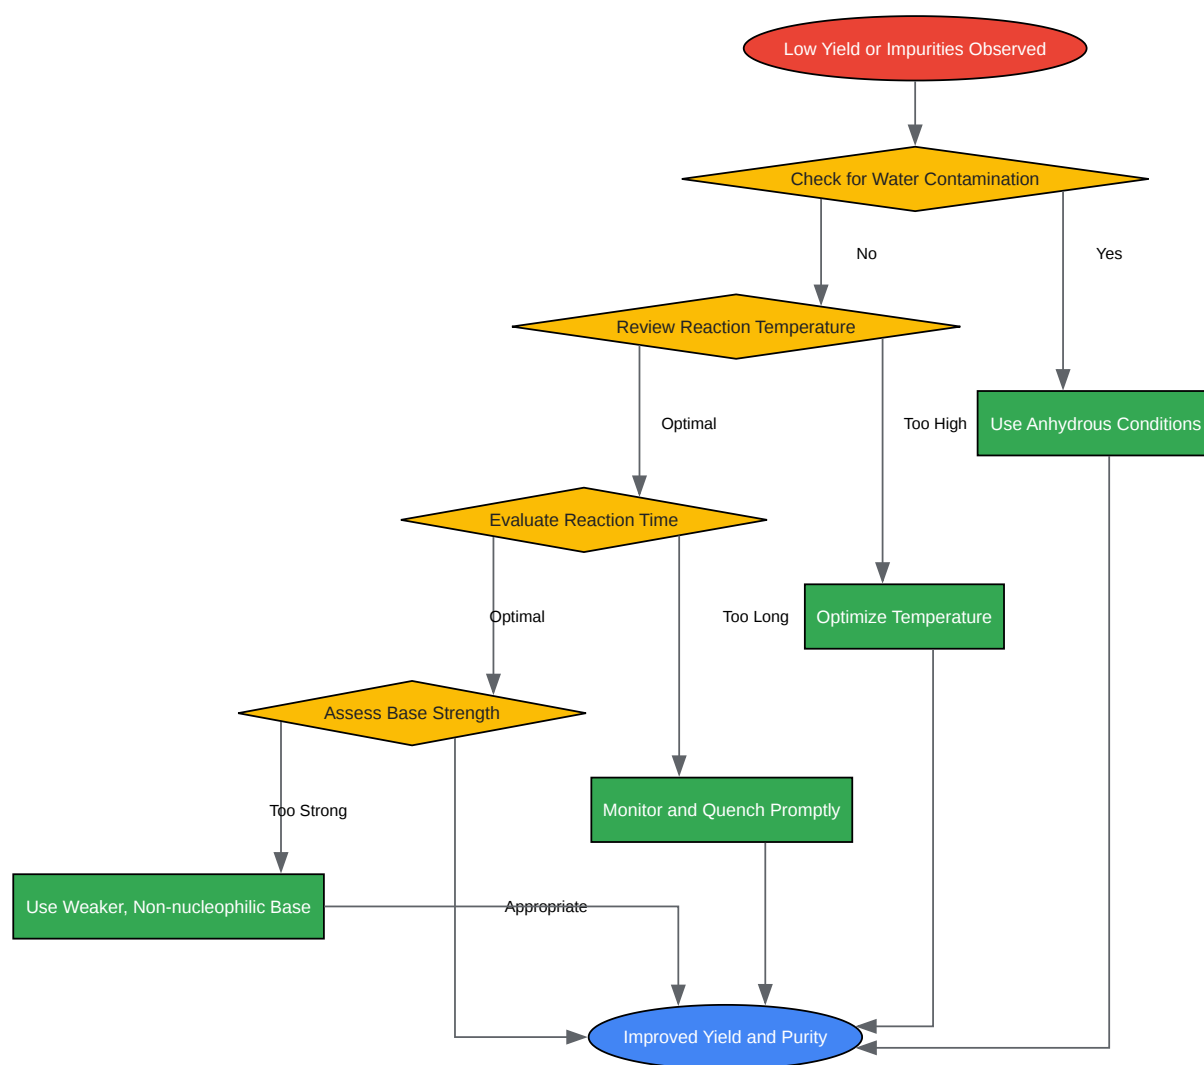 Low Yield or Impurities Observed
Check for Water Contamination
No
Yes
Review Reaction Temperature
Optimal
Too High
Use Anhydrous Conditions
Evaluate Reaction Time
Optimal
Too Long
Optimize Temperature
Assess Base Strength
Too Strong
Monitor and Quench Promptly
Use Weaker, Non-nucleophilic Base
Appropriate
Improved Yield and Purity